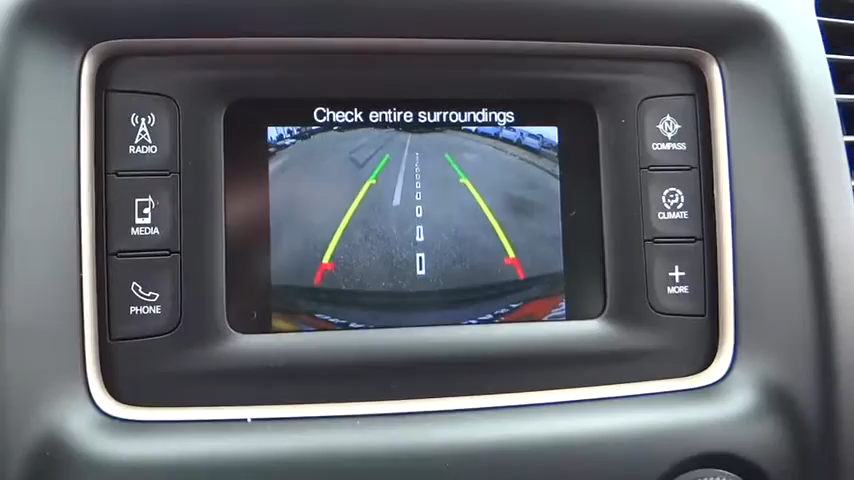 Check entire surroundings
RADIO
MEDIA
PHONE
N
COMPASS
CLIMATE
MORE